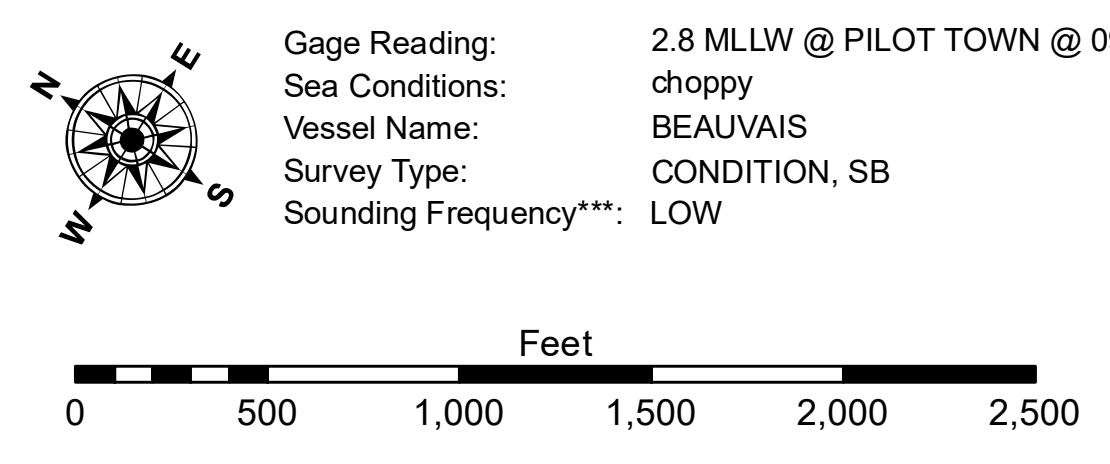 N
E
S
W
Gage Reading: 2.8 MLLW @ PILOT TOWN @
Sea Conditions: choppy
Vessel Name: BEAUVAIS
Survey Type: CONDITION, SB
Sounding Frequency***: LOW
Feet
0 500 1,000 1,500 2,000 2,500